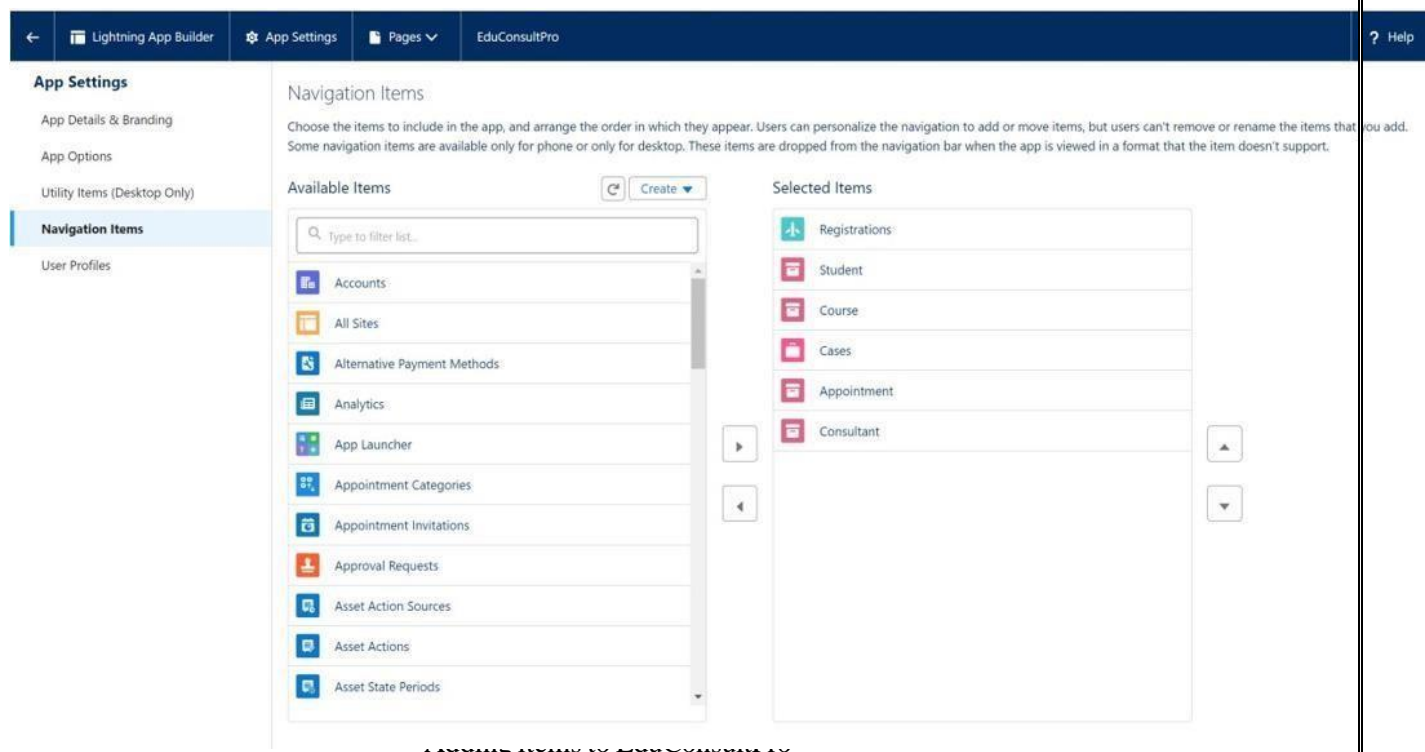 Lightning App Builder
App Settings
Pages
EduConsultPro
? Help
App Settings
App Details & Branding
App Options
Utility Items (Desktop Only)
Navigation Items
User Profiles
Navigation Items
Choose the items to include in the app, and arrange the order in which they appear. Users can personalize the navigation to add or move items, but users can't remove or rename the items that you add.
Some navigation items are available only for phone or only for desktop. These items are dropped from the navigation bar when the app is viewed in a format that the item doesn't support.
Available Items
Create
Type to filter list...
Accounts
All Sites
Alternative Payment Methods
Analytics
App Launcher
Appointment Categories
Appointment Invitations
Approval Requests
Asset Action Sources
Asset Actions
Asset State Periods
Selected Items
Registrations
Student
Course
Cases
Appointment
Consultant
Adding Items to EduConsultPro